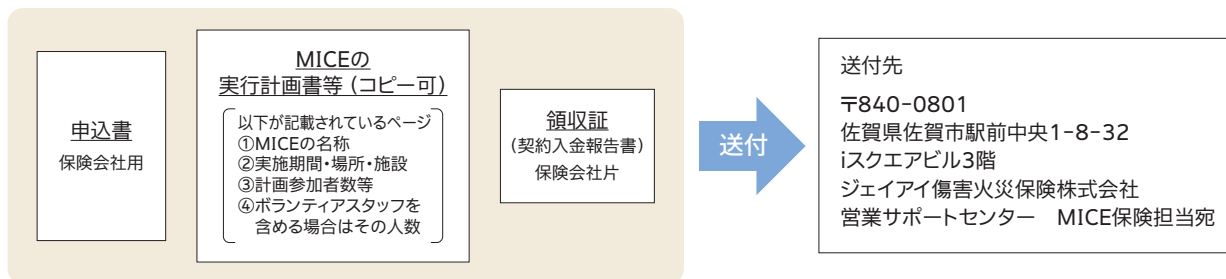 申込書
保険会社用
MICEの
実行計画書等 (コピー可)
以下が記載されているページ
①MICEの名称
②実施期間・場所・施設
③計画参加者数等
④ボランティアスタッフを
含める場合はその人数
領収証
(契約入金報告書)
保険会社片
送付
送付先
〒840-0801
佐賀県佐賀市駅前中央1-8-32
iスクエアビル3階
ジェイアイ傷害火災保険株式会社
営業サポートセンター　MICE保険担当宛